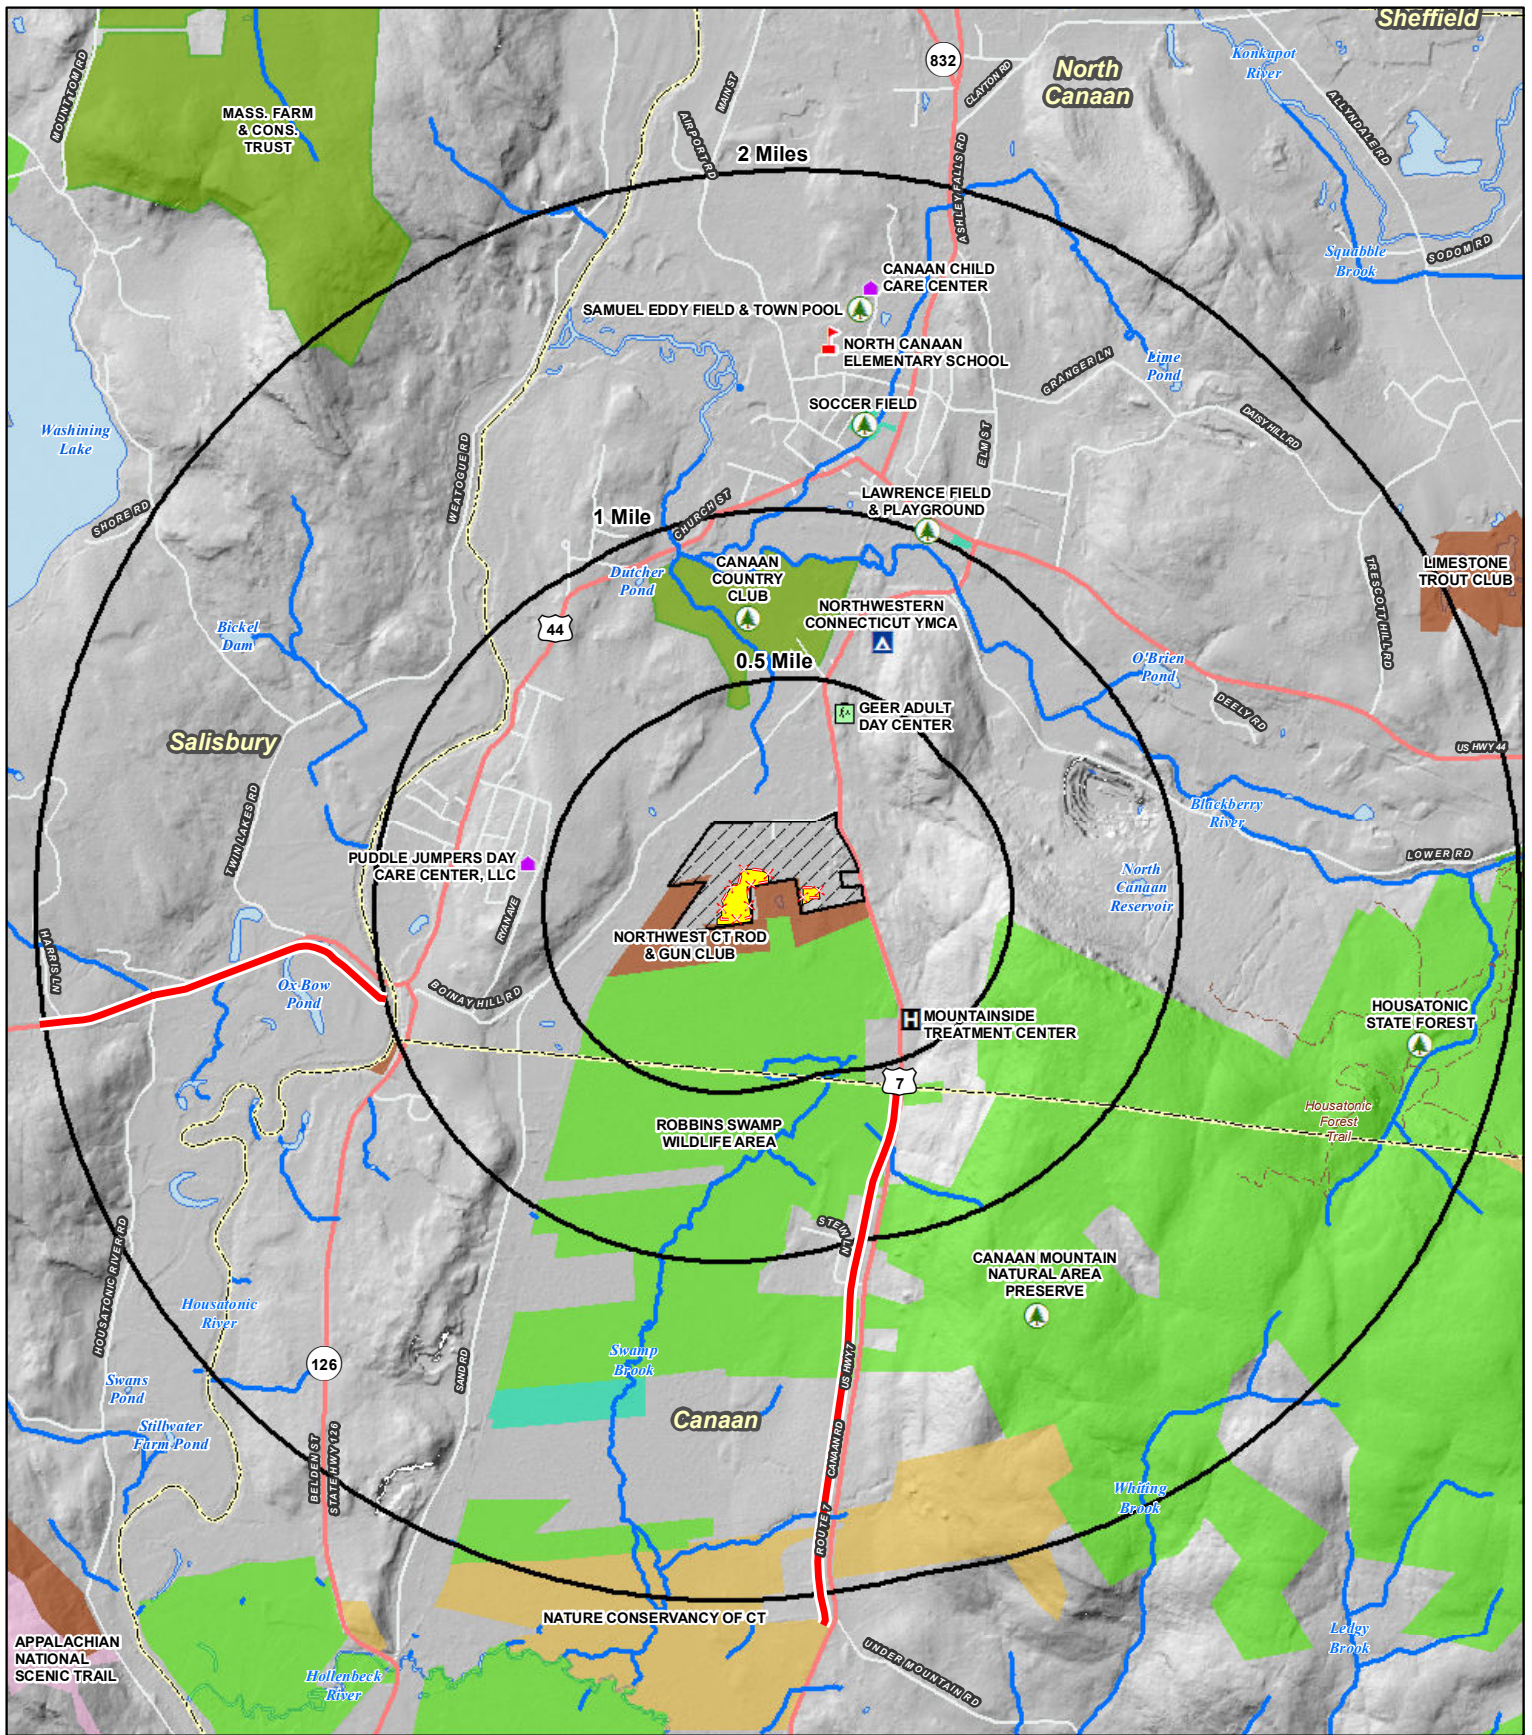 Sheffield
832
North
Canaan
Konkapot
River
MOUNT TOM RD
MASS. FARM
& CONS.
TRUST
MAIN ST
CLAYTON RD
ALLYNDALE RD
AIRPORT RD
2 Miles
ASHLEY FALLS RD
Squabble
Brook
SODOM RD
CANAAN CHILD
CARE CENTER
SAMUEL EDDY FIELD & TOWN POOL
NORTH CANAAN
ELEMENTARY SCHOOL
GRANGER LN
Lime
Pond
SOCCER FIELD
DAISY HILL RD
Washining
Lake
WEATOGUE RD
ELM ST
SHORE RD
1 Mile
CHURCH ST
LAWRENCE FIELD
& PLAYGROUND
LIMESTONE
TROUT CLUB
Dutcher
Pond
CANAAN
COUNTRY
CLUB
TRESCOTT HILL RD
NORTHWESTERN
CONNECTICUT YMCA
44
Bickel
Dam
0.5 Mile
O'Brien
Pond
GEER ADULT
DAY CENTER
DEELY RD
Salisbury
US HWY 44
TWIN LAKES RD
Blackberry
River
PUDDLE JUMPERS DAY
CARE CENTER, LLC
LOWER RD
North
Canaan
Reservoir
RYAN AVE
NORTHWEST CT ROD
& GUN CLUB
HARRIS LN
Ox Bow
Pond
BOINAY HILL RD
H
MOUNTAINSIDE
TREATMENT CENTER
HOUSATONIC
STATE FOREST
7
Housatonic
Forest
Trail
ROBBINS SWAMP
WILDLIFE AREA
STEIN LN
HOUSATONIC RIVER RD
CANAAN MOUNTAIN
NATURAL AREA
PRESERVE
Housatonic
River
Swamp
Brook
US HWY 7
126
SAND RD
Swans
Pond
Canaan
Stillwater
Farm Pond
CANAAN RD
BELDEN ST
STATE HWY 126
Whiting
Brook
ROUTE 7
NATURE CONSERVANCY OF CT
APPALACHIAN
NATIONAL
SCENIC TRAIL
Hollenbeck
River
UNDER MOUNTAIN RD
Ledgy
Brook